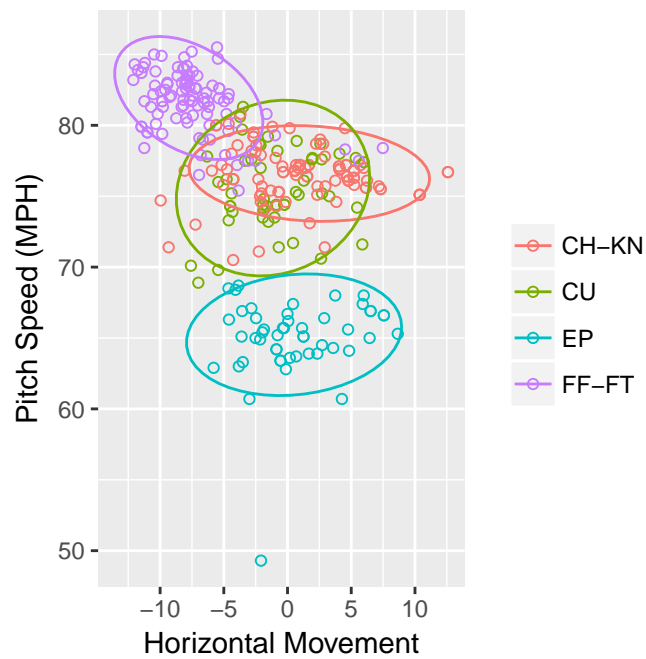 Pitch Speed (MPH)
80
70
60
50
−10 −5 0 5 10
Horizontal Movement
CH−KN
CU
EP
FF−FT